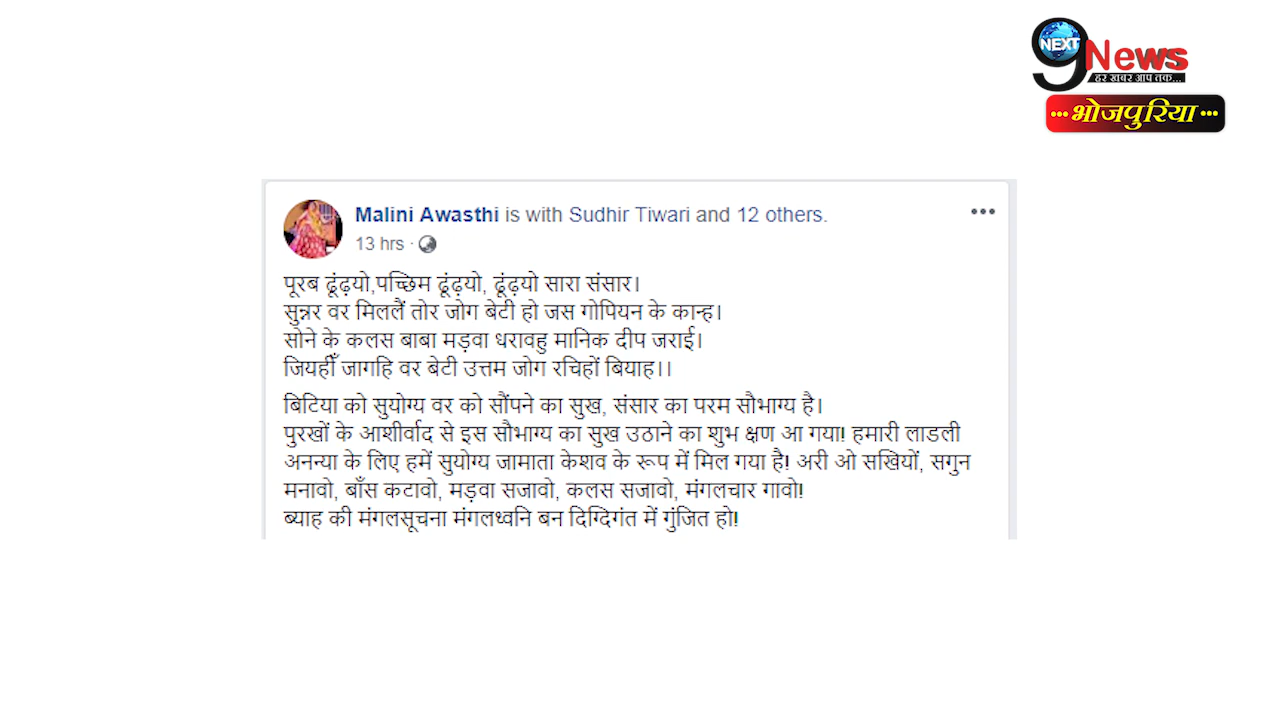 9
NEXT
News
हर खबर आप तक...
...भोजपुरिया...
Malini Awasthi is with Sudhir Tiwari and 12 others.
13 hrs ·
पूरब ढूंढ़यो,पच्छिम ढूंढ़यो, ढूंढ़यो सारा संसार।
सुन्नर वर मिललैं तोर जोग बेटी हो जस गोपियन के कान्ह।
सोने के कलस बाबा मड़वा धरावहु मानिक दीप जराई।
जियहीँ जागहि वर बेटी उत्तम जोग रचिहों बियाह।।
बिटिया को सुयोग्य वर को सौंपने का सुख, संसार का परम सौभाग्य है।
पुरखों के आशीर्वाद से इस सौभाग्य का सुख उठाने का शुभ क्षण आ गया! हमारी लाडली
अनन्या के लिए हमें सुयोग्य जामाता केशव के रूप में मिल गया है! अरी ओ सखियों, सगुन
मनावो, बाँस कटावो, मड़वा सजावो, कलस सजावो, मंगलचार गावो!
ब्याह की मंगलसूचना मंगलध्वनि बन दिग्दिगंत में गुंजित हो!